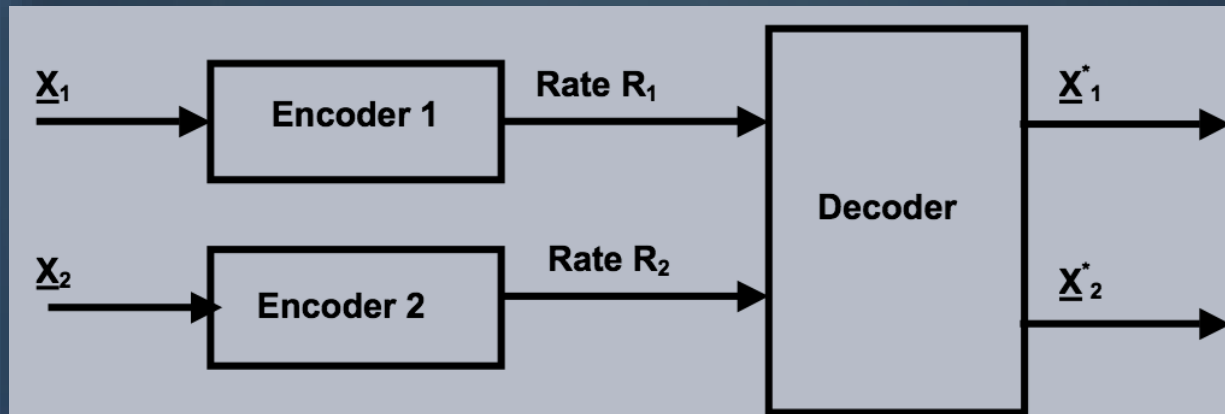 X₁
Encoder 1
Rate R₁
X*₁
Decoder
X₂
Encoder 2
Rate R₂
X*₂